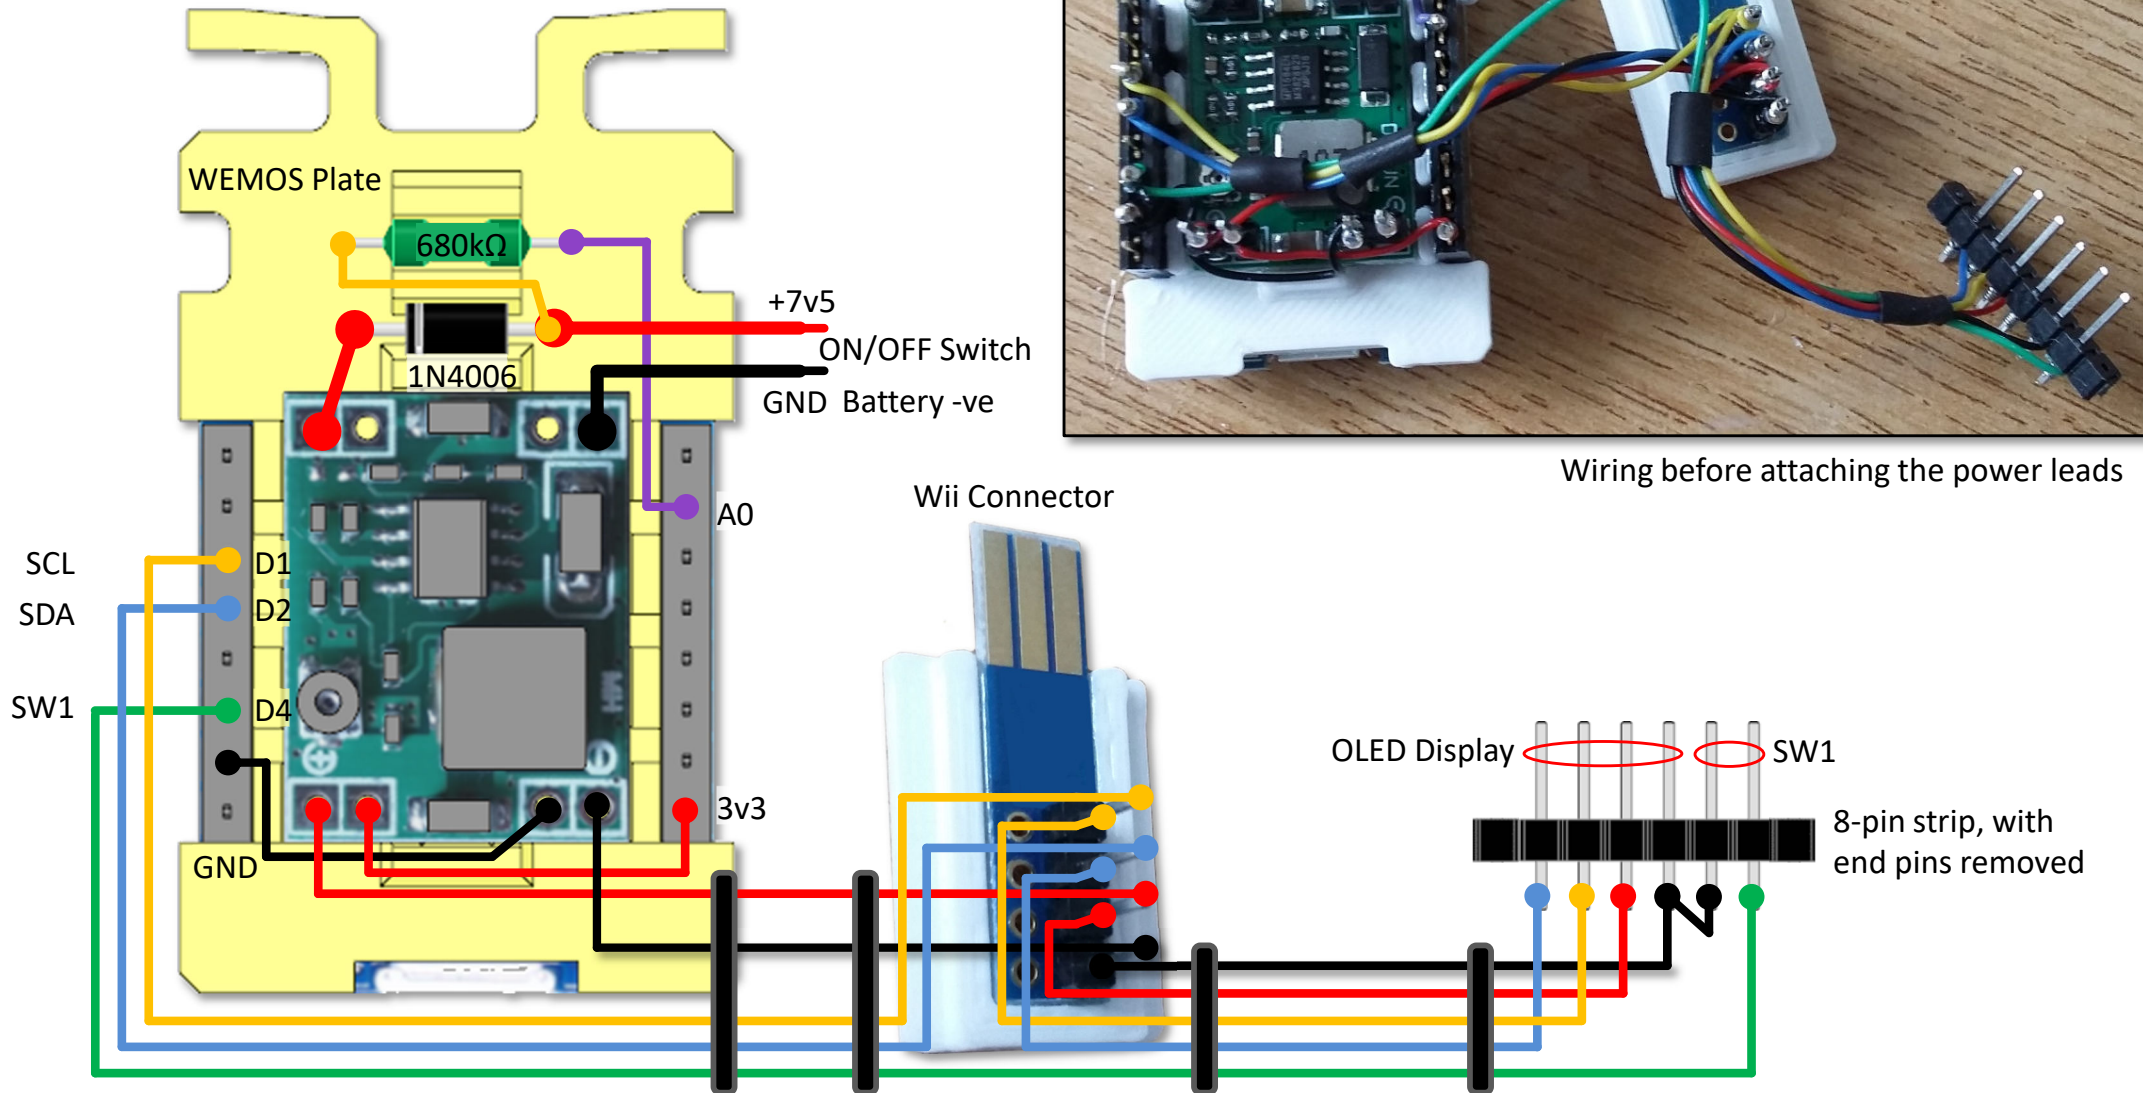 WEMOS Plate
680kΩ
+7v5
ON/OFF Switch
1N4006
GND Battery -ve
Wiring before attaching the power leads
Wii Connector
A0
SCL
D1
SDA
D2
SW1
D4
OLED Display
SW1
3v3
8-pin strip, with
end pins removed
GND
MH